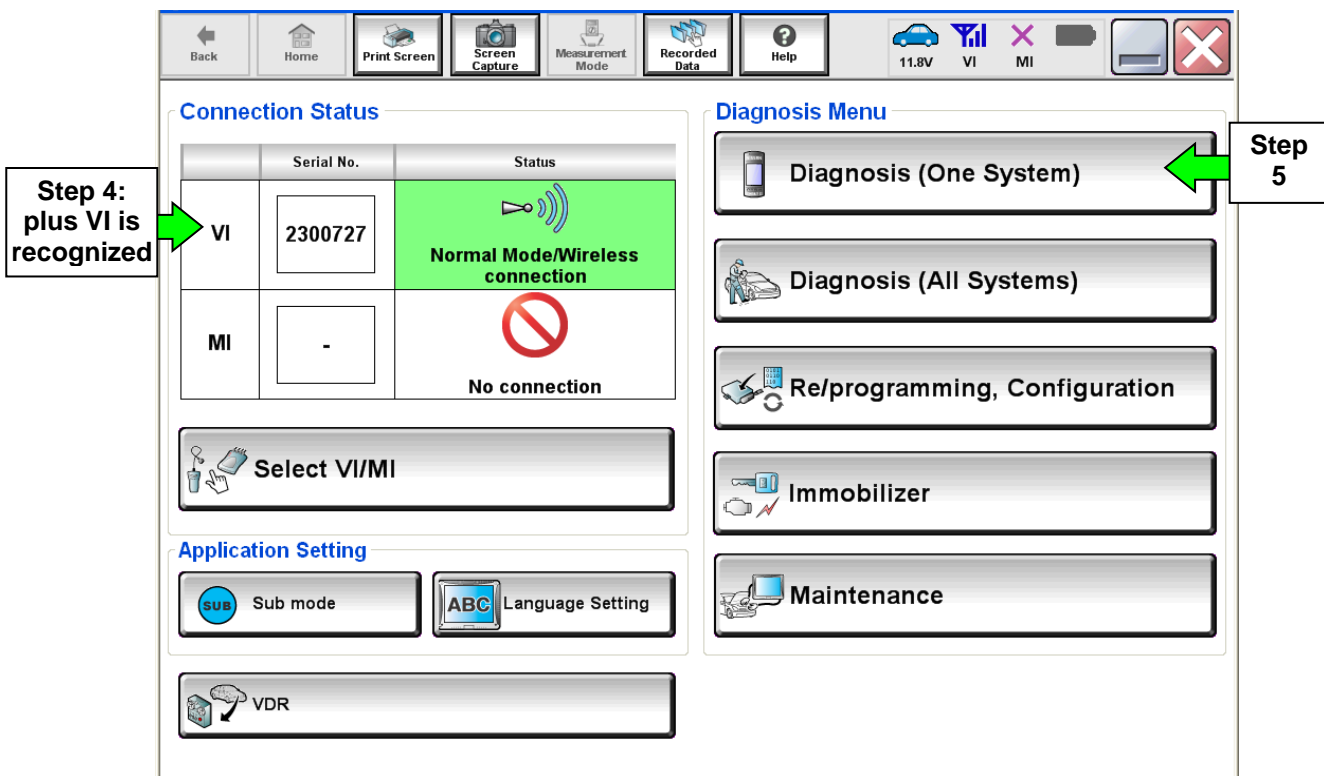 Back
Home
Print Screen
Screen
Capture
Measurement
Mode
Recorded
Data
Help
11.8V
VI
MI
Connection Status
Serial No.
Status
VI
2300727
Normal Mode/Wireless
connection
MI
-
No connection
Select VI/MI
Application Setting
SUB
Sub mode
ABC
Language Setting
VDR
Diagnosis Menu
Diagnosis (One System)
Diagnosis (All Systems)
Re/programming, Configuration
Immobilizer
Maintenance
Step 4:
plus VI is
recognized
Step
5